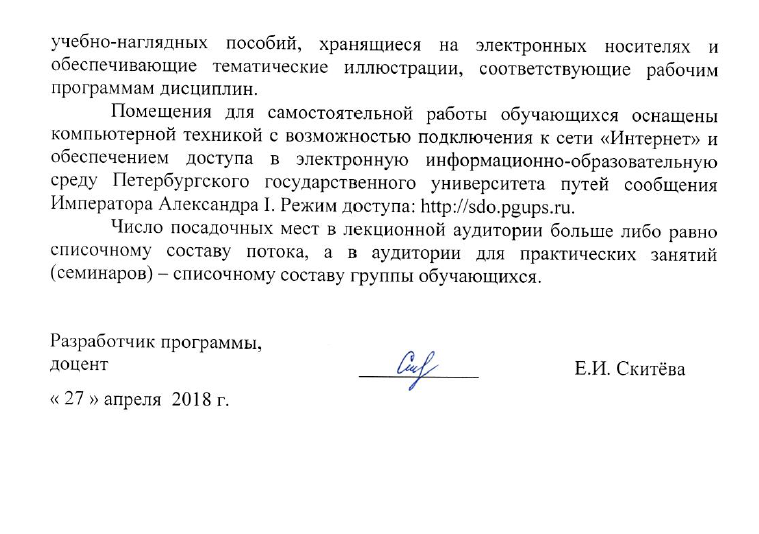 учебно-наглядных пособий, хранящиеся на электронных носителях и
обеспечивающие тематические иллюстрации, соответствующие рабочим
программам дисциплин.
Помещения для самостоятельной работы обучающихся оснащены
компьютерной техникой с возможностью подключения к сети «Интернет» и
обеспечением доступа в электронную информационно-образовательную
среду Петербургского государственного университета путей сообщения
Императора Александра I. Режим доступа: http://sdo.pgups.ru.
Число посадочных мест в лекционной аудитории больше либо равно
списочному составу потока, а в аудитории для практических занятий
(семинаров) – списочному составу группы обучающихся.
Разработчик программы,
доцент Е.И. Скитёва
« 27 » апреля 2018 г.